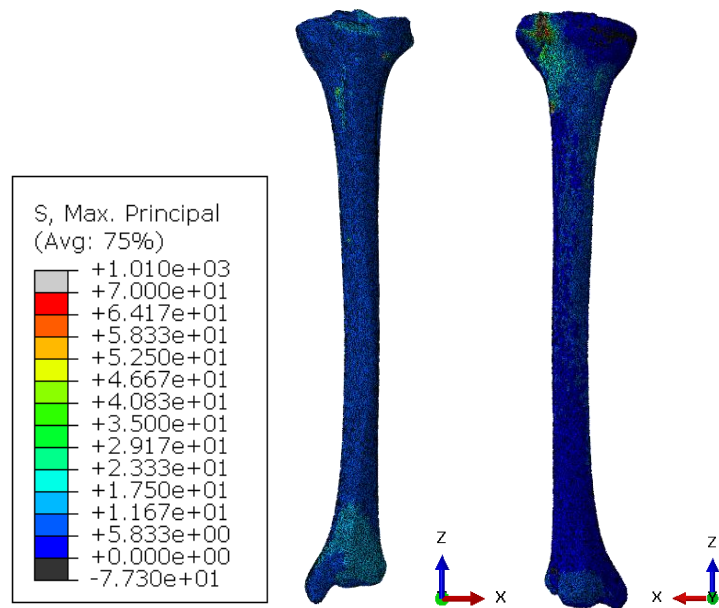 S, Max. Principal
(Avg: 75%)
+1.010e+03
+7.000e+01
+6.417e+01
+5.833e+01
+5.250e+01
+4.667e+01
+4.083e+01
+3.500e+01
+2.917e+01
+2.333e+01
+1.750e+01
+1.167e+01
+5.833e+00
+0.000e+00
-7.730e+01
Z
Y
X
Z
X
Y